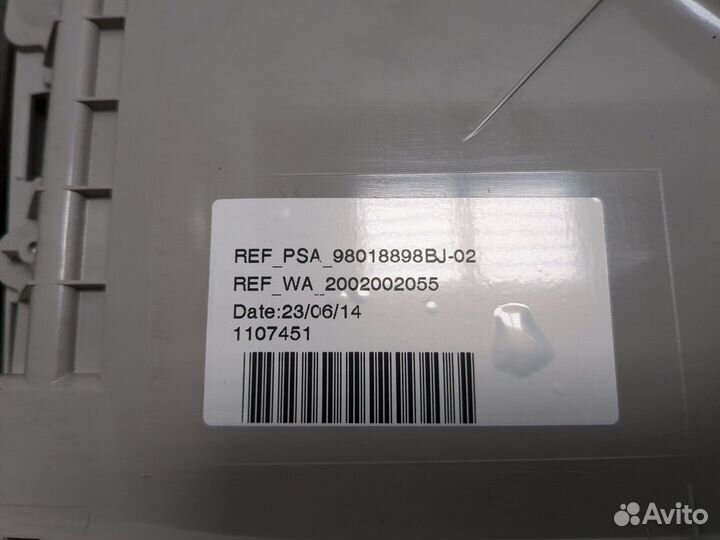 REF_PSA_98018898BJ-02
REF_WA_2002002055
Date:23/06/14
1107451
Avito